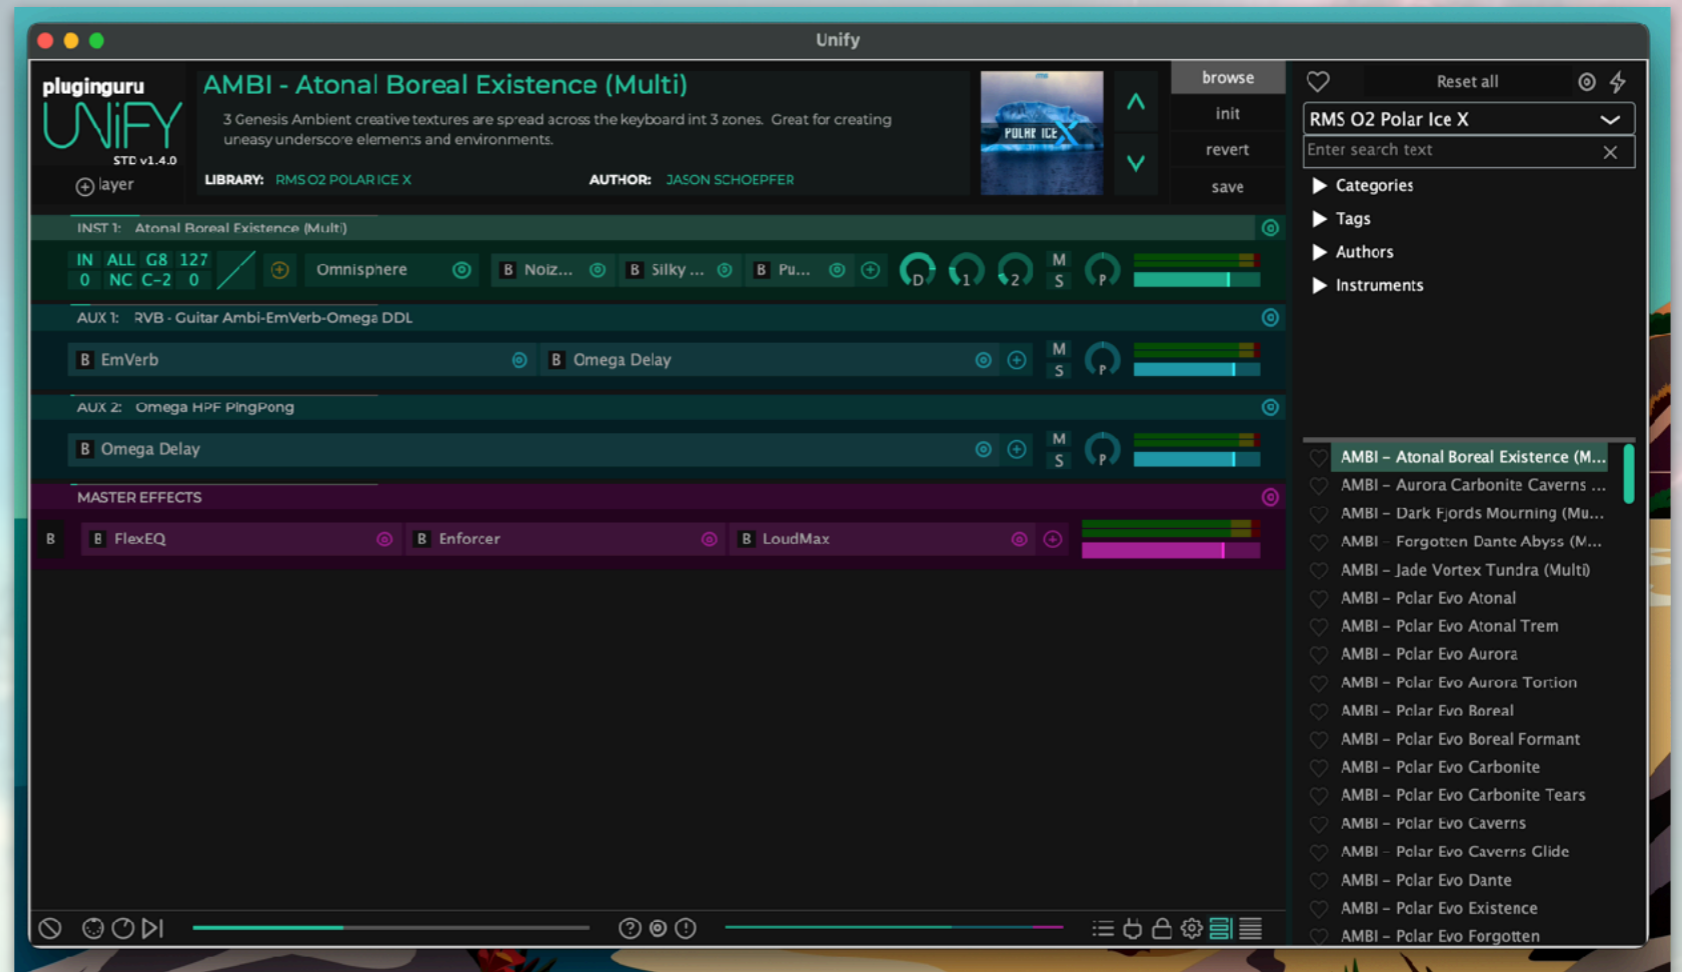 Unify
pluginguru
UNiFY
STD v1.4.0
layer
AMBI - Atonal Boreal Existence (Multi)
3 Genesis Ambient creative textures are spread across the keyboard int 3 zones. Great for creating
uneasy underscore elements and environments.
LIBRARY: RMS O2 POLAR ICE X AUTHOR: JASON SCHOEPFER
POLAR ICE X
browse
init
revert
save
INST 1: Atonal Boreal Existence (Multi)
IN ALL G8 127
0 NC C-2 0
Omnisphere
B Noiz...
B Silky ...
B Pu...
D 1 2
M
S
P
AUX 1: RVB - Guitar Ambi-EmVerb-Omega DDL
B EmVerb
B Omega Delay
M
S
P
AUX 2: Omega HPF PingPong
B Omega Delay
M
S
P
MASTER EFFECTS
B
B FlexEQ
B Enforcer
B LoudMax
Reset all
RMS O2 Polar Ice X
Enter search text
Categories
Tags
Authors
Instruments
AMBI – Atonal Boreal Existence (M...
AMBI – Aurora Carbonite Caverns ...
AMBI – Dark Fjords Mourning (Mu...
AMBI – Forgotten Dante Abyss (M...
AMBI – Jade Vortex Tundra (Multi)
AMBI – Polar Evo Atonal
AMBI – Polar Evo Atonal Trem
AMBI – Polar Evo Aurora
AMBI – Polar Evo Aurora Tortion
AMBI – Polar Evo Boreal
AMBI – Polar Evo Boreal Formant
AMBI – Polar Evo Carbonite
AMBI – Polar Evo Carbonite Tears
AMBI – Polar Evo Caverns
AMBI – Polar Evo Caverns Glide
AMBI – Polar Evo Dante
AMBI – Polar Evo Existence
AMBI – Polar Evo Forgotten